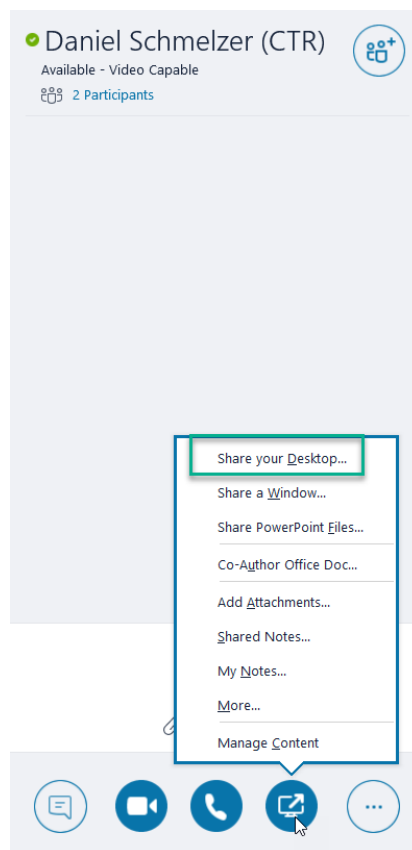 Daniel Schmelzer (CTR)
Available - Video Capable
2 Participants
Share your Desktop...
Share a Window...
Share PowerPoint Files...
Co-Author Office Doc...
Add Attachments...
Shared Notes...
My Notes...
More...
Manage Content